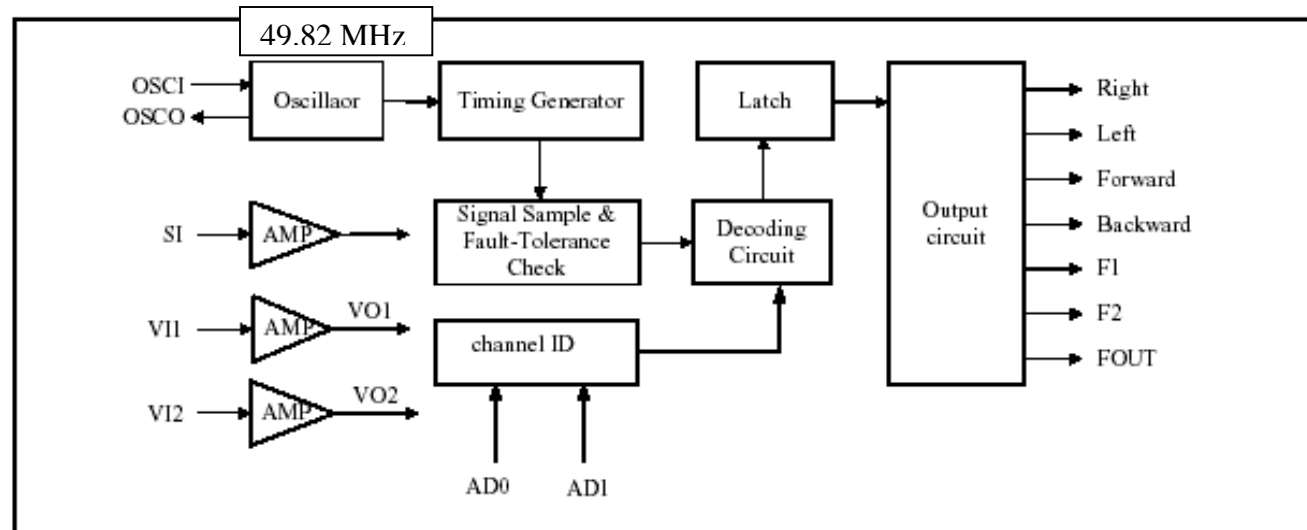 49.82 MHz
OSCI
OSCO
Oscillaor
Timing Generator
Latch
SI
AMP
Signal Sample &
Fault-Tolerance
Check
Decoding
Circuit
VI1
AMP
VO1
channel ID
VI2
AMP
VO2
AD0
AD1
Output
circuit
Right
Left
Forward
Backward
F1
F2
FOUT